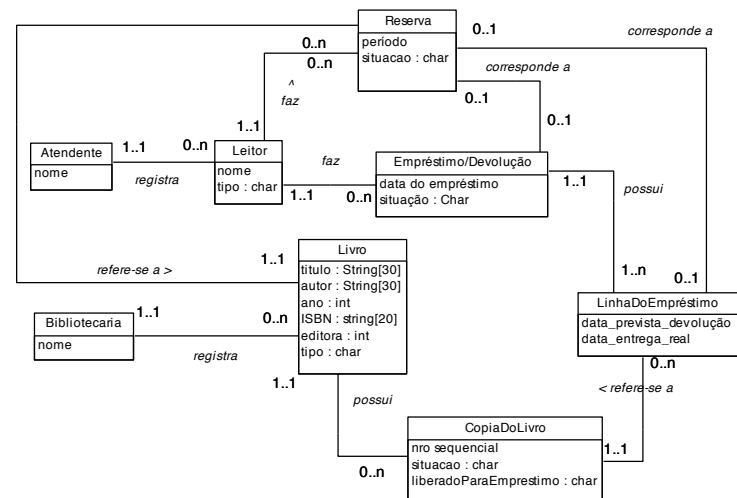 Reserva
período
situacao : char
0..n
0..n
0..1
corresponde a
corresponde a
0..1
0..1
^
faz
1..1
Atendente
nome
1..1
0..n
registra
Leitor
nome
tipo : char
faz
1..1
0..n
Empréstimo/Devolução
data do empréstimo
situação : Char
1..1
possui
1..n
0..1
refere-se a >
1..1
Livro
titulo : String[30]
autor : String[30]
ano : int
ISBN : string[20]
editora : int
tipo : char
Bibliotecaria
nome
1..1
0..n
registra
1..1
possui
0..n
LinhaDoEmpréstimo
data_prevista_devolução
data_entrega_real
0..n
< refere-se a
1..1
CopiaDoLivro
nro sequencial
situacao : char
liberadoParaEmprestimo : char